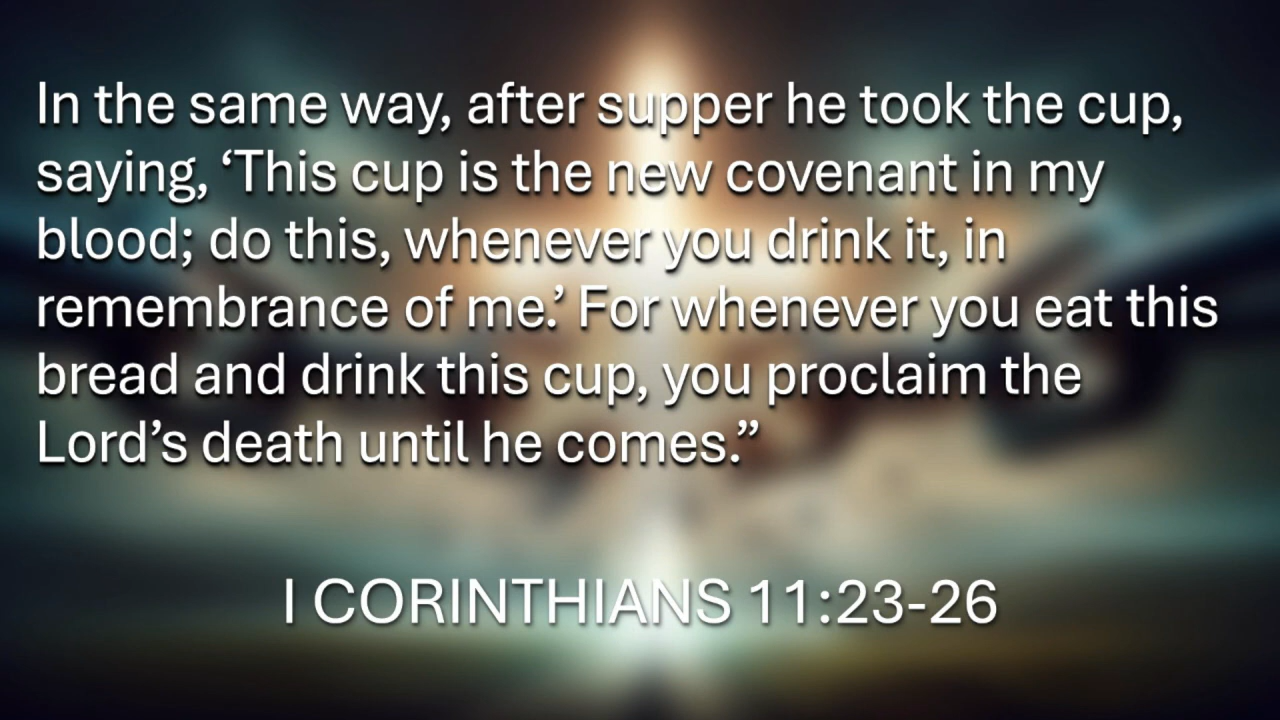 In the same way, after supper he took the cup,
saying, ‘This cup is the new covenant in my
blood; do this, whenever you drink it, in
remembrance of me.’ For whenever you eat this
bread and drink this cup, you proclaim the
Lord’s death until he comes.”
I CORINTHIANS 11:23-26